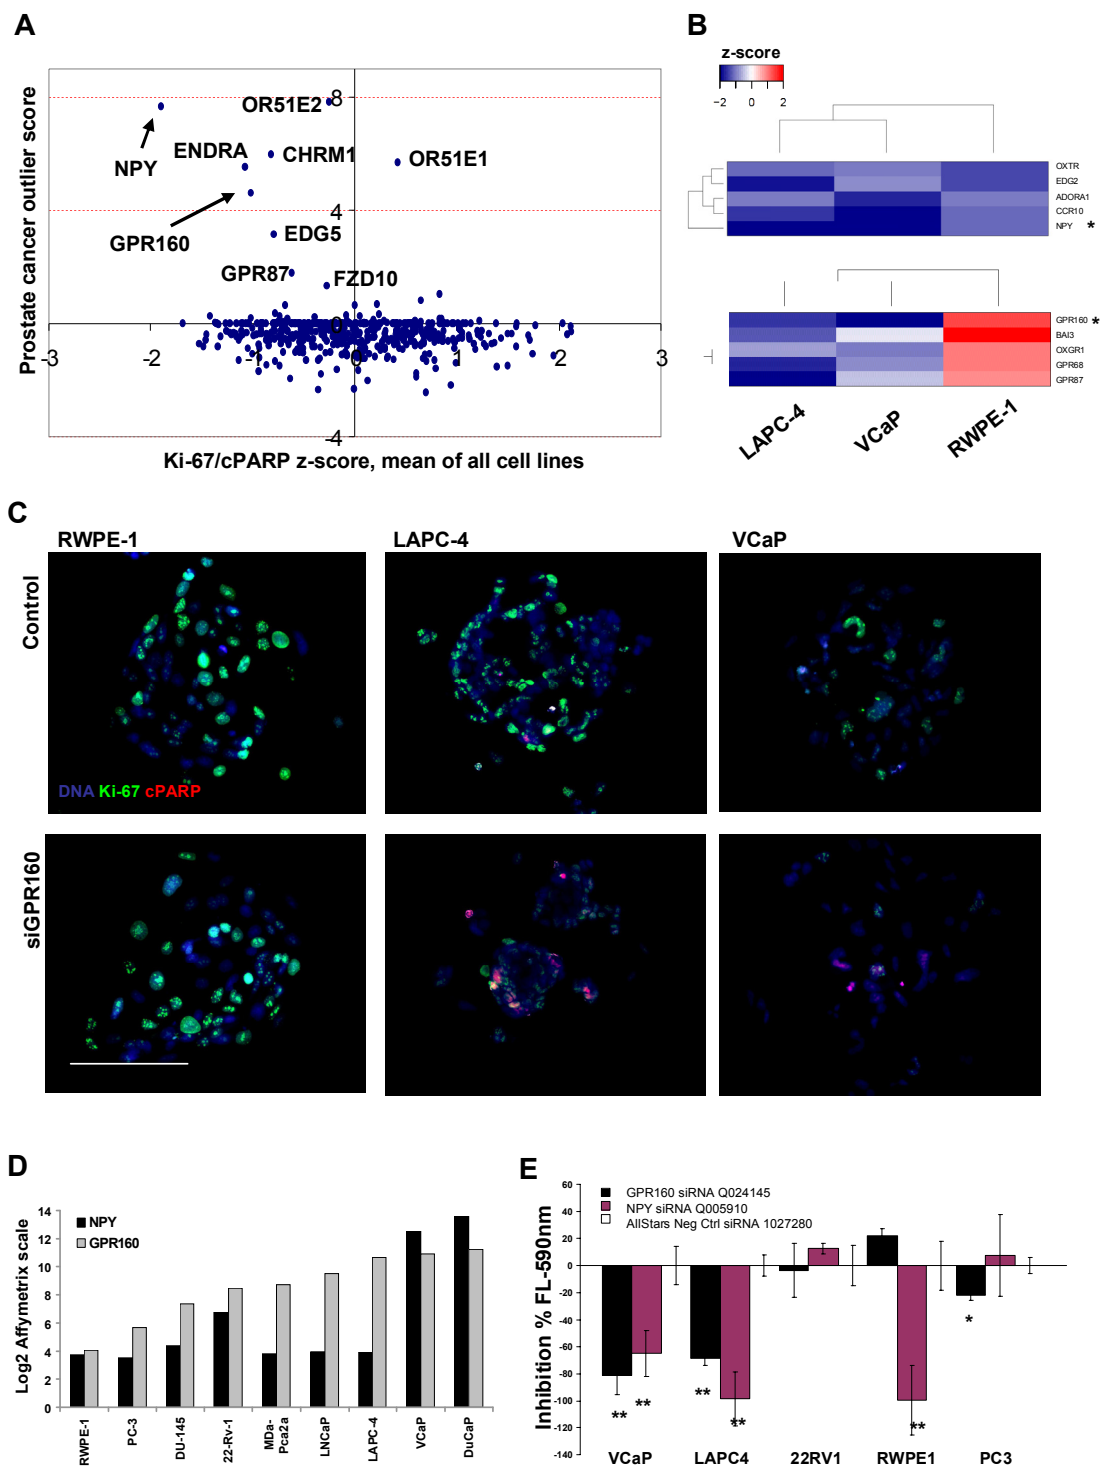 A
Prostate cancer outlier score
8
4
0
-4
-3
-2
-1
0
1
2
3
OR51E2
NPY
ENDRA
CHRM1
OR51E1
GPR160
EDG5
GPR87
FZD10
Ki-67/cPARP z-score, mean of all cell lines
B
z-score
-2 0 2
OXTR
EDG2
ADORA1
CCR10
NPY *
GPR160 *
BAI3
OXGR1
GPR68
GPR87
LAPC-4
VCaP
RWPE-1
C
RWPE-1
LAPC-4
VCaP
Control
DNA Ki-67 cPARP
siGPR160
D
Log2 Affymetrix scale
14
12
10
8
6
4
2
0
NPY
GPR160
RWPE-1
PC-3
DU-145
22-Rv-1
MDa-
Pca2a
LNCaP
LAPC-4
VCaP
DuCaP
E
Inhibition % FL-590nm
60
40
20
0
-20
-40
-60
-80
-100
-120
-140
GPR160 siRNA Q024145
NPY siRNA Q005910
AllStars Neg Ctrl siRNA 1027280
**
**
**
**
**
*
VCaP
LAPC4
22RV1
RWPE1
PC3